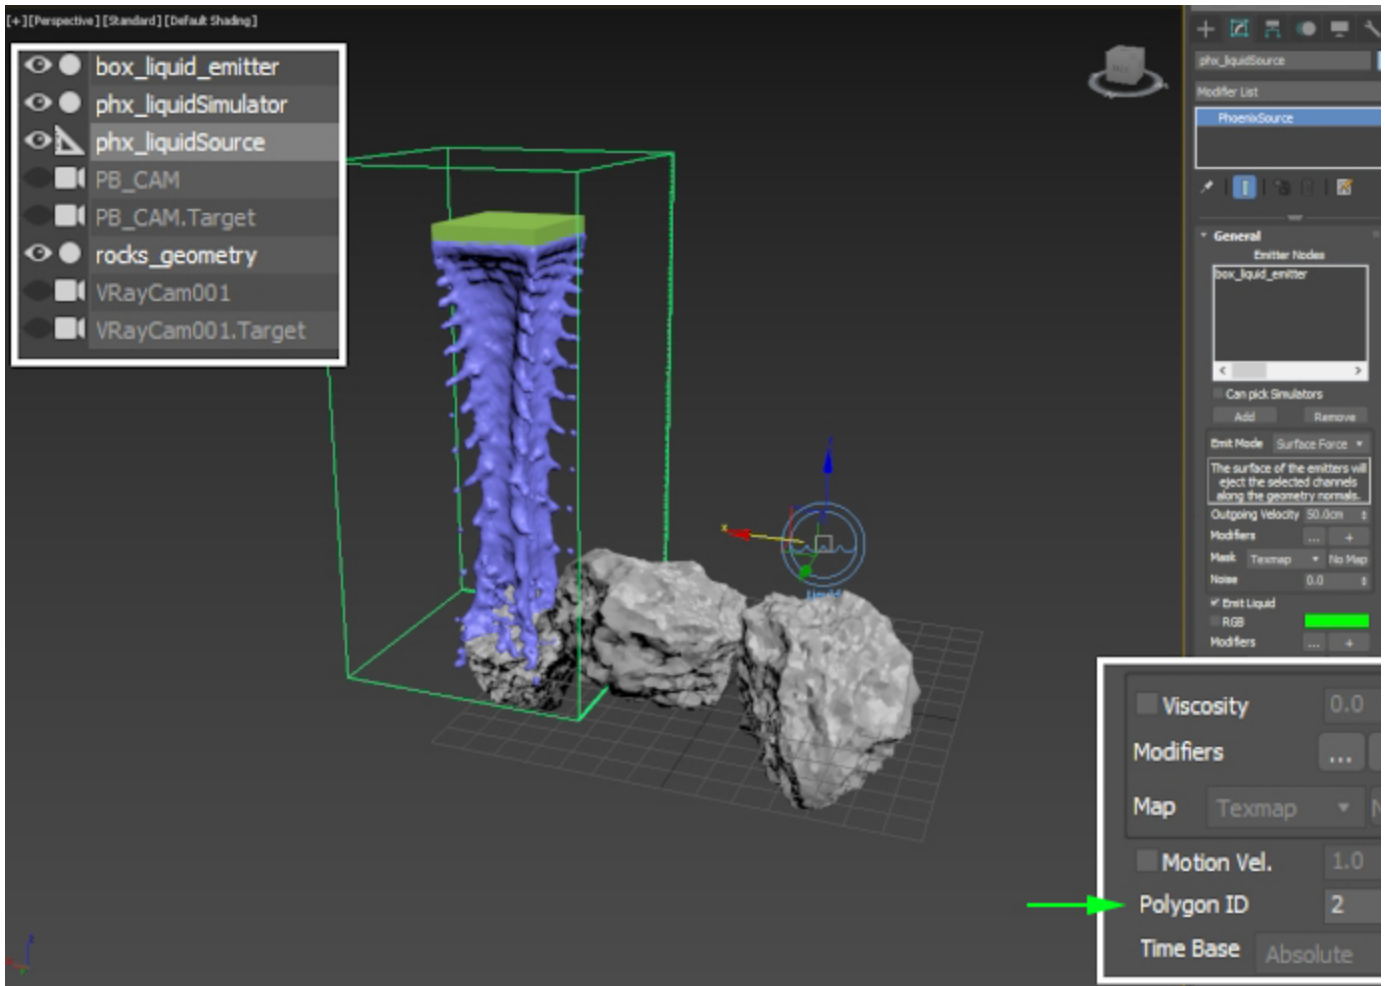 [+][Perspective][Standard][Default Shading]
box_liquid_emitter
phx_liquidSimulator
phx_liquidSource
PB_CAM
PB_CAM.Target
rocks_geometry
VRayCam001
VRayCam001.Target
x
Liquid
z
phx_liquidSource
Modifier List
PhoenixSource
General
Emitter Nodes
box_liquid_emitter
Can pick Simulators
Add Remove
Emit Mode Surface Force
The surface of the emitters will
eject the selected channels
along the geometry normals.
Outgoing Velocity 50.0cm
Modifiers ... +
Mask Texmap No Map
Noise 0.0
Emit Liquid
RGB
Modifiers ... +
Viscosity 0.0
Modifiers ...
Map Texmap N
Motion Vel. 1.0
Polygon ID 2
Time Base Absolute